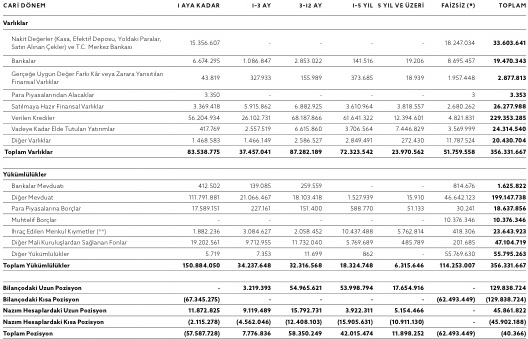 CARİ DÖNEM 1 AYA KADAR 1-3 AY 3-12 AY 1-5 YIL 5 YIL VE ÜZERİ FAİZSİZ (*) TOPLAM
Varlıklar
Nakit Değerler (Kasa, Efektif Deposu, Yoldaki Paralar,
Satın Alınan Çekler) ve T.C. Merkez Bankası 15.356.607 - - - - 18.247.034 33.603.641
Bankalar 6.674.295 1.086.847 2.853.022 141.516 19.206 8.695.457 19.470.343
Gerçeğe Uygun Değer Farkı Kâr veya Zarara Yansıtılan
Finansal Varlıklar 43.819 327.933 155.989 373.685 18.939 1.957.448 2.877.813
Para Piyasalarından Alacaklar 3.350 - - - - 3 3.353
Satılmaya Hazır Finansal Varlıklar 3.369.418 5.915.862 6.882.925 3.610.964 3.818.557 2.680.262 26.277.988
Verilen Krediler 56.204.934 26.102.731 68.187.866 61.641.322 12.394.601 4.821.831 229.353.285
Vadeye Kadar Elde Tutulan Yatırımlar 417.769 2.557.519 6.615.860 3.706.564 7.446.829 3.569.999 24.314.540
Diğer Varlıklar 1.468.583 1.466.149 2.586.527 2.849.491 272.430 11.787.524 20.430.704
Toplam Varlıklar 83.538.775 37.457.041 87.282.189 72.323.542 23.970.562 51.759.558 356.331.667
Yükümlülükler
Bankalar Mevduatı 412.502 139.085 259.559 - - 814.676 1.625.822
Diğer Mevduat 111.791.881 21.066.467 18.103.418 1.527.939 15.910 46.642.123 199.147.738
Para Piyasalarına Borçlar 17.589.151 227.161 151.400 588.770 51.133 30.241 18.637.856
Muhtelif Borçlar - - - - - 10.376.346 10.376.346
İhraç Edilen Menkul Kıymetler (**) 1.882.236 3.084.627 2.058.452 10.437.488 5.762.814 418.306 23.643.923
Diğer Mali Kuruluşlardan Sağlanan Fonlar 19.202.561 9.712.955 11.732.040 5.769.689 485.789 201.685 47.104.719
Diğer Yükümlülükler 5.719 7.353 11.699 862 - 55.769.630 55.795.263
Toplam Yükümlülükler 150.884.050 34.237.648 32.316.568 18.324.748 6.315.646 114.253.007 356.331.667
Bilançodaki Uzun Pozisyon - 3.219.393 54.965.621 53.998.794 17.654.916 - 129.838.724
Bilançodaki Kısa Pozisyon (67.345.275) - - - - (62.493.449) (129.838.724)
Nazım Hesaplardaki Uzun Pozisyon 11.872.825 9.119.489 15.792.731 3.922.311 5.154.466 - 45.861.822
Nazım Hesaplardaki Kısa Pozisyon (2.115.278) (4.562.046) (12.408.103) (15.905.631) (10.911.130) - (45.902.188)
Toplam Pozisyon (57.587.728) 7.776.836 58.350.249 42.015.474 11.898.252 (62.493.449) (40.366)